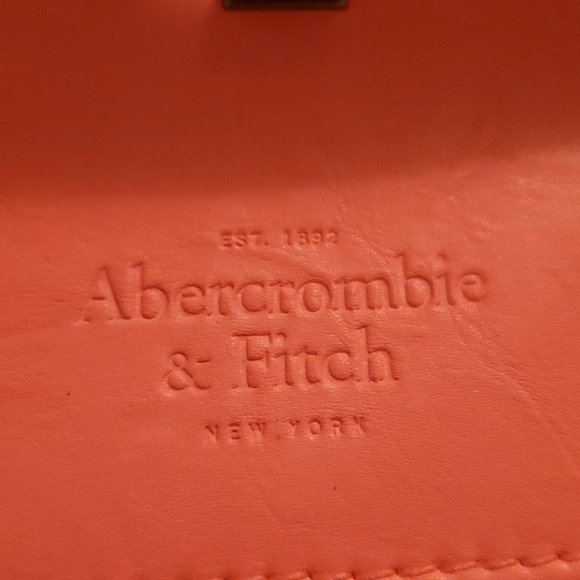 EST. 1892
Abercrombie
& Fitch
NEW YORK